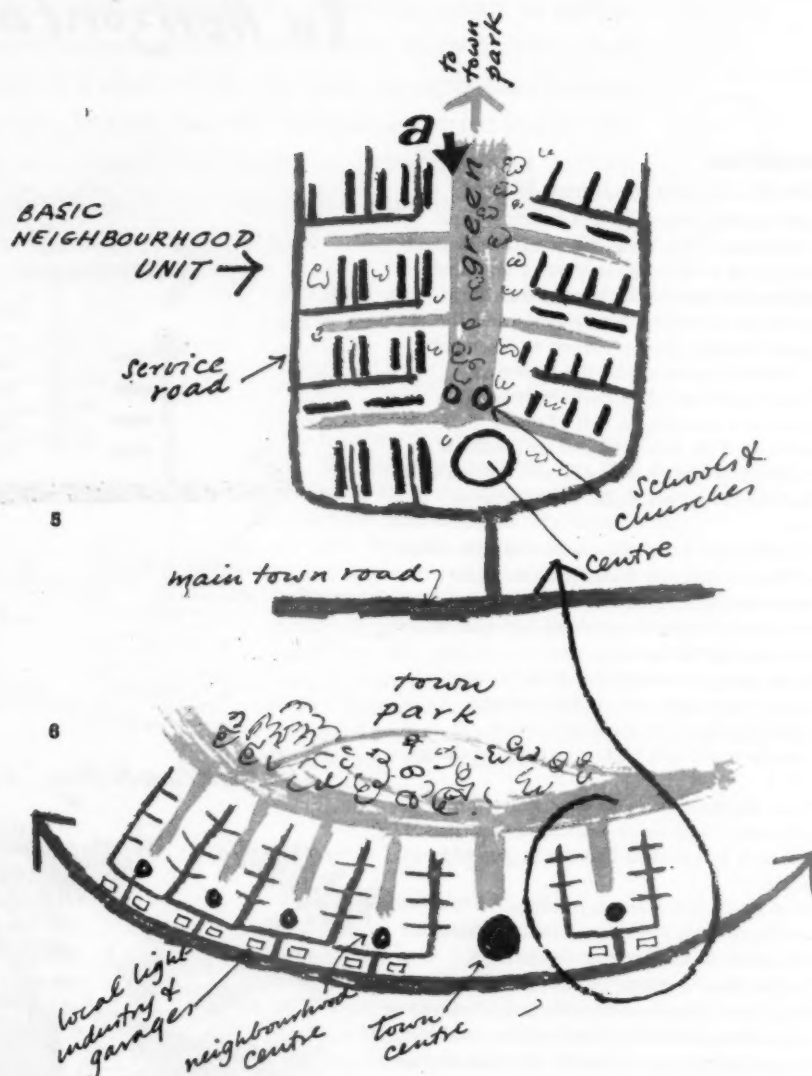 to
town
park
a
green
BASIC
NEIGHBOURHOOD
UNIT
service
road
schools &
churches
centre
5
main town road
6
town
park
local light
industry &
garages
neighbourhood
centre
town
centre